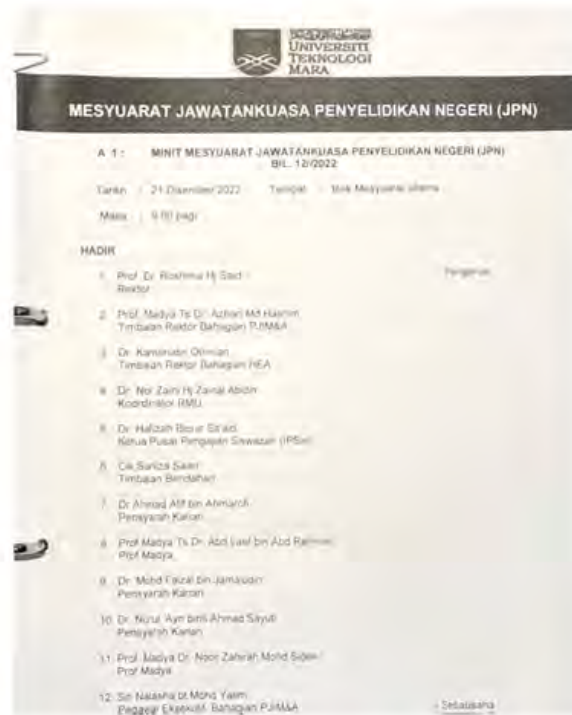 UNIVERSITI
TEKNOLOGI
MARA
MESYUARAT JAWATANKUASA PENYELIDIKAN NEGERI (JPN)
A 1 : MINIT MESYUARAT JAWATANKUASA PENYELIDIKAN NEGERI (JPN)
BIL. 12/2022
Tarikh : 21 Disember 2022 Tempat : Bilik Mesyuarat Utama
Masa : 9.00 pagi
HADIR
1. Prof. Dr. Roshima Hj Said Pengerusi
Rektor
2. Prof. Madya Ts Dr. Azhari Md Hashim
Timbalan Rektor Bahagian PJIM&A
3. Dr. Kamarudin Othman
Timbalan Rektor Bahagian HEA
4. Dr. Nor Zaini Hj Zainal Abidin
Koordinator RMU
5. Dr. Hafizah
Ketua Pusat Pengajian Siswazah (IPSis)
6. Cik
Timbalan Bendahari
7. Dr Ahmad Afif bin Ahmarofi
Pensyarah Kanan
8. Prof Madya Ts Dr. Abd Latif bin Abd Rahman
Prof Madya
9. Dr. Mohd Faizal bin Jamaludin
Pensyarah Kanan
10. Dr. Nurul Ayn binti Ahmad Sayuti
Pensyarah Kanan
11. Prof. Madya Dr. Noor Zahirah Mohd Sidek
Prof Madya
12. Siti Natasha bt Mohd Yatim - Setiausaha
Pegawai Eksekutif, Bahagian PJIM&A